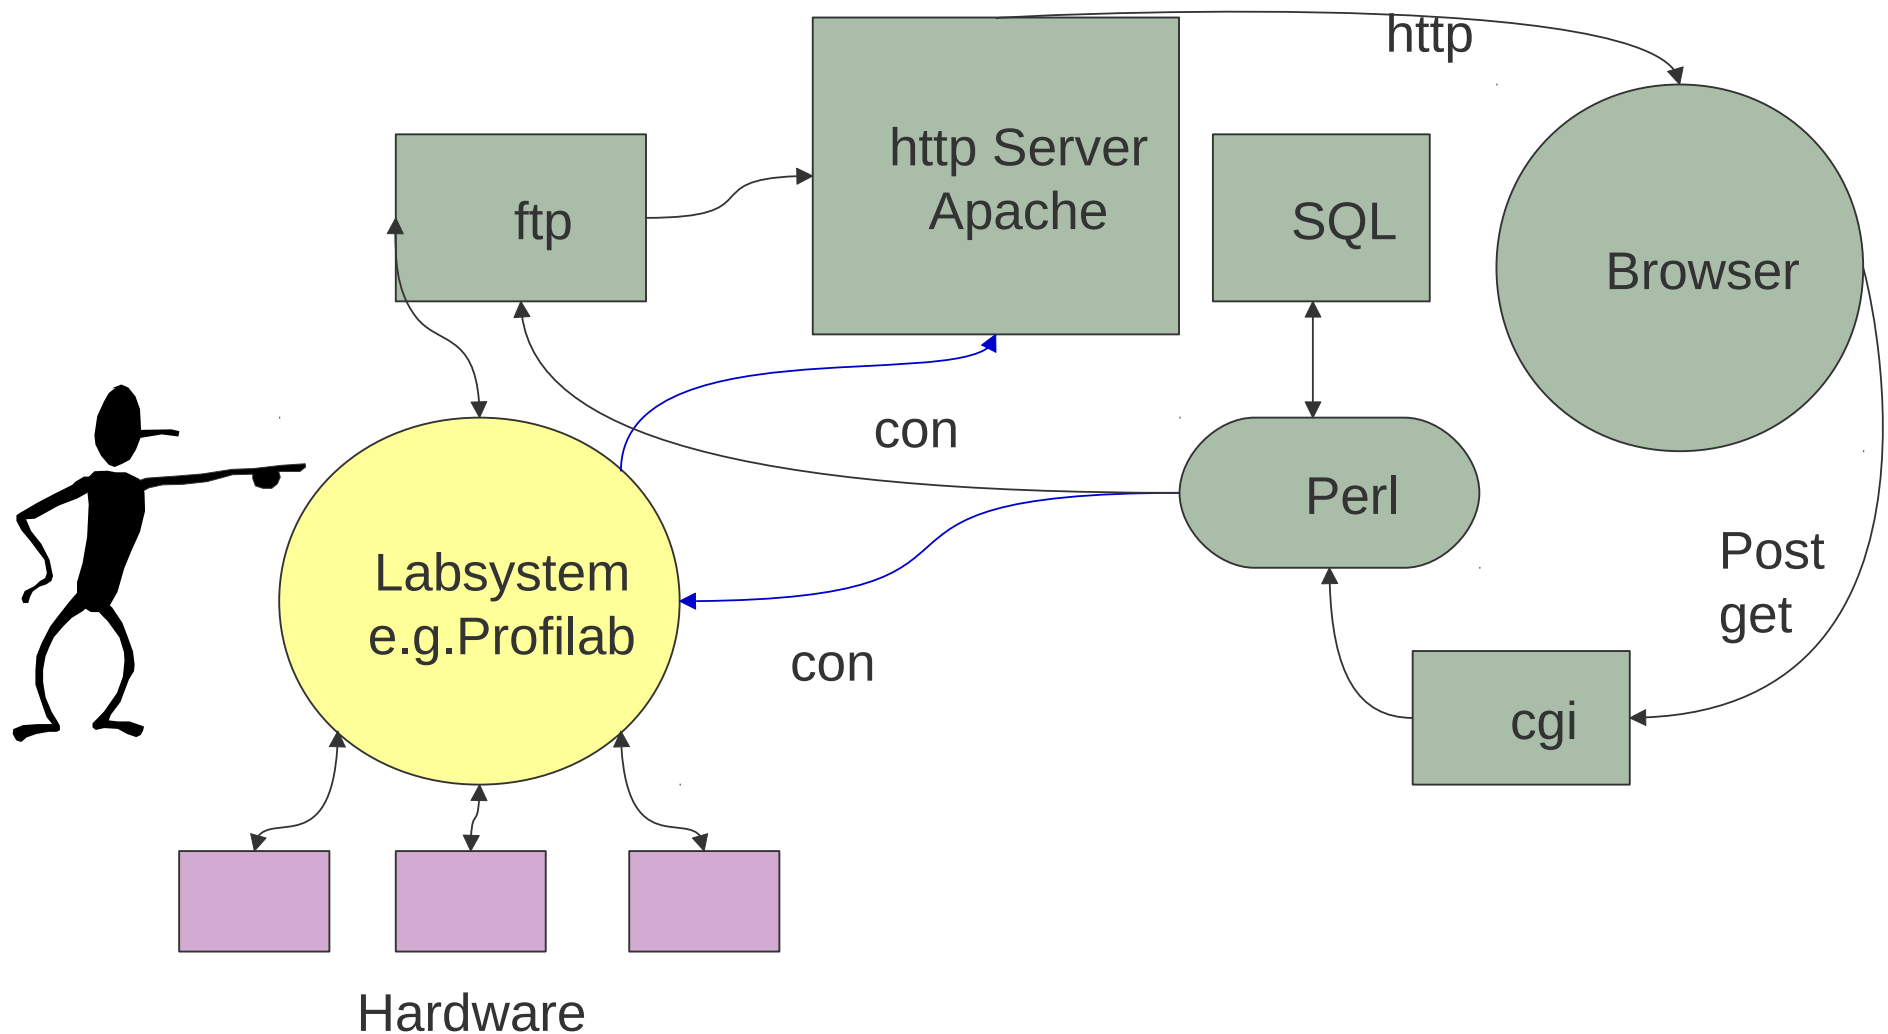 http
http Server
Apache
ftp
SQL
Browser
con
Perl
Labsystem
e.g.Profilab
Post
get
con
cgi
Hardware